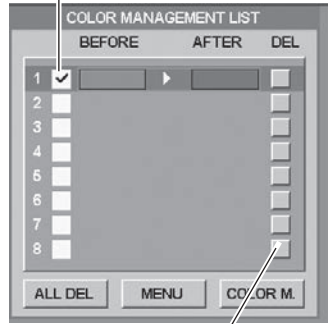 COLOR MANAGEMENT LIST
BEFORE AFTER DEL
1
2
3
4
5
6
7
8
ALL DEL MENU COLOR M.